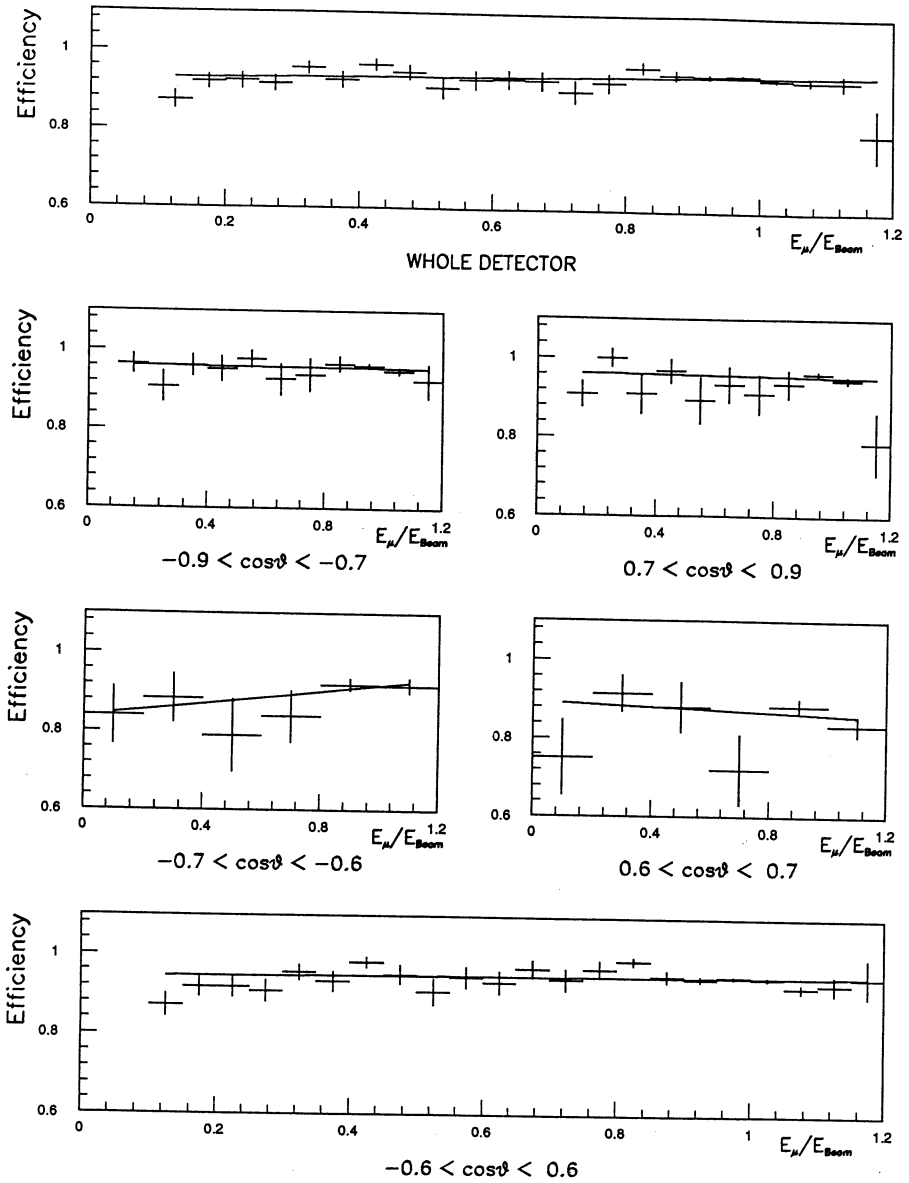 Efficiency
1
0.8
0.6
0 0.2 0.4 0.6 0.8 1 1.2
Eμ/EBeam
WHOLE DETECTOR
Efficiency
1
0.8
0.6
0 0.4 0.8 1.2
Eμ/EBeam
−0.9 < cosϑ < −0.7
1
0.8
0.6
0 0.4 0.8 1.2
Eμ/EBeam
0.7 < cosϑ < 0.9
Efficiency
1
0.8
0.6
0 0.4 0.8 1.2
Eμ/EBeam
−0.7 < cosϑ < −0.6
1
0.8
0.6
0 0.4 0.8 1.2
Eμ/EBeam
0.6 < cosϑ < 0.7
Efficiency
1
0.8
0.6
0 0.2 0.4 0.6 0.8 1 1.2
Eμ/EBeam
−0.6 < cosϑ < 0.6